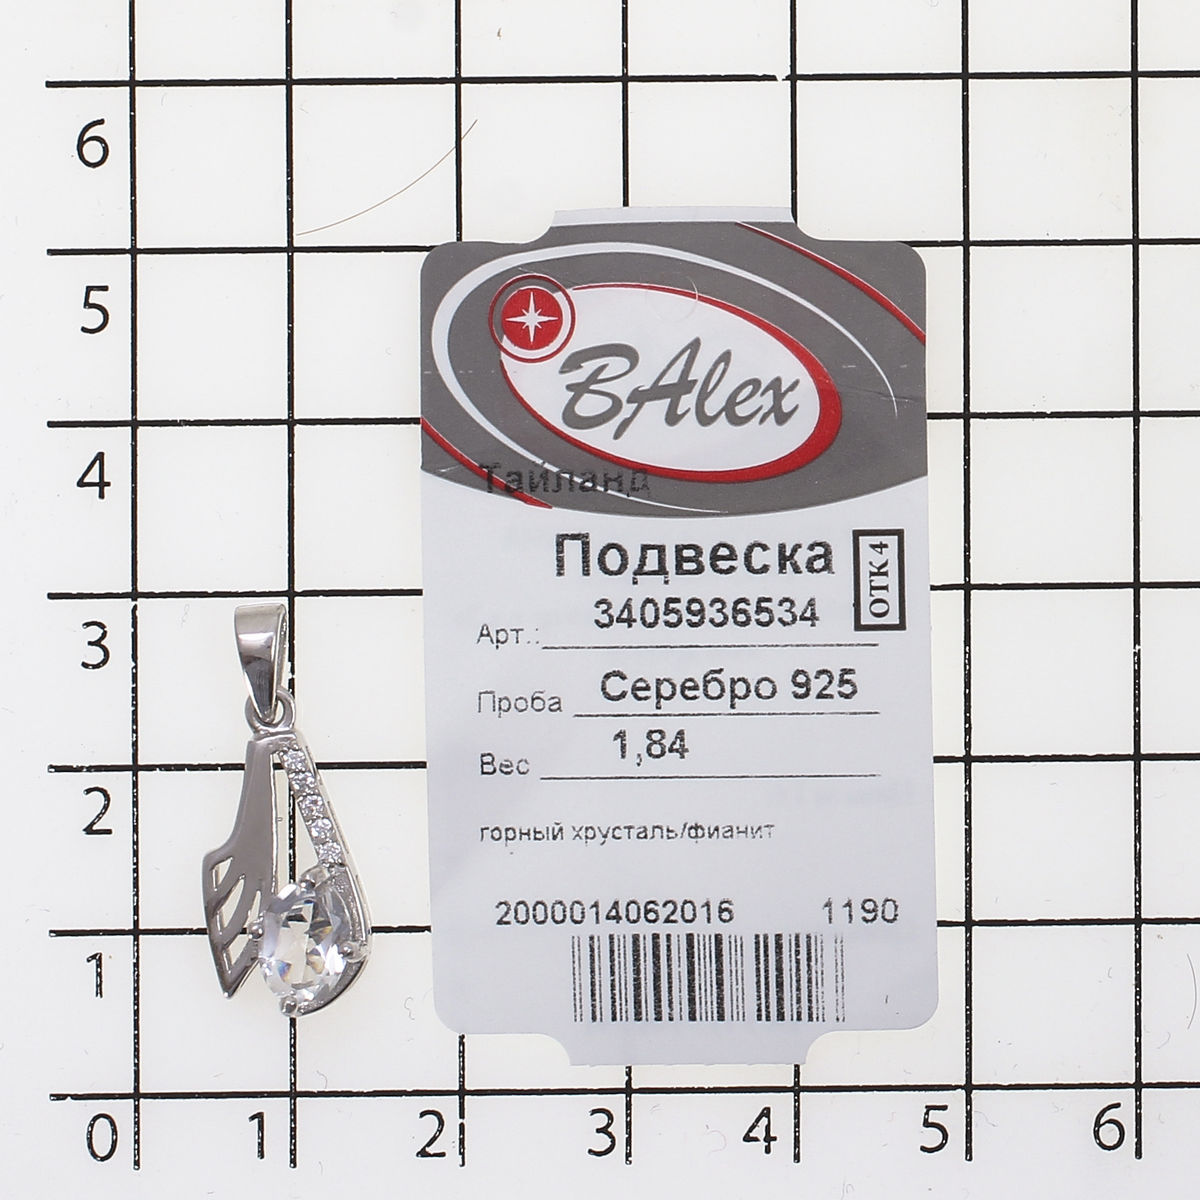 6
5
4
3
2
1
0 1 2 3 4 5 6
BAlex
Тайланд
Подвеска
ОТК 4
Арт.: 3405936534
Проба Серебро 925
Вес 1,84
горный хрусталь/фианит
2000014062016 1190